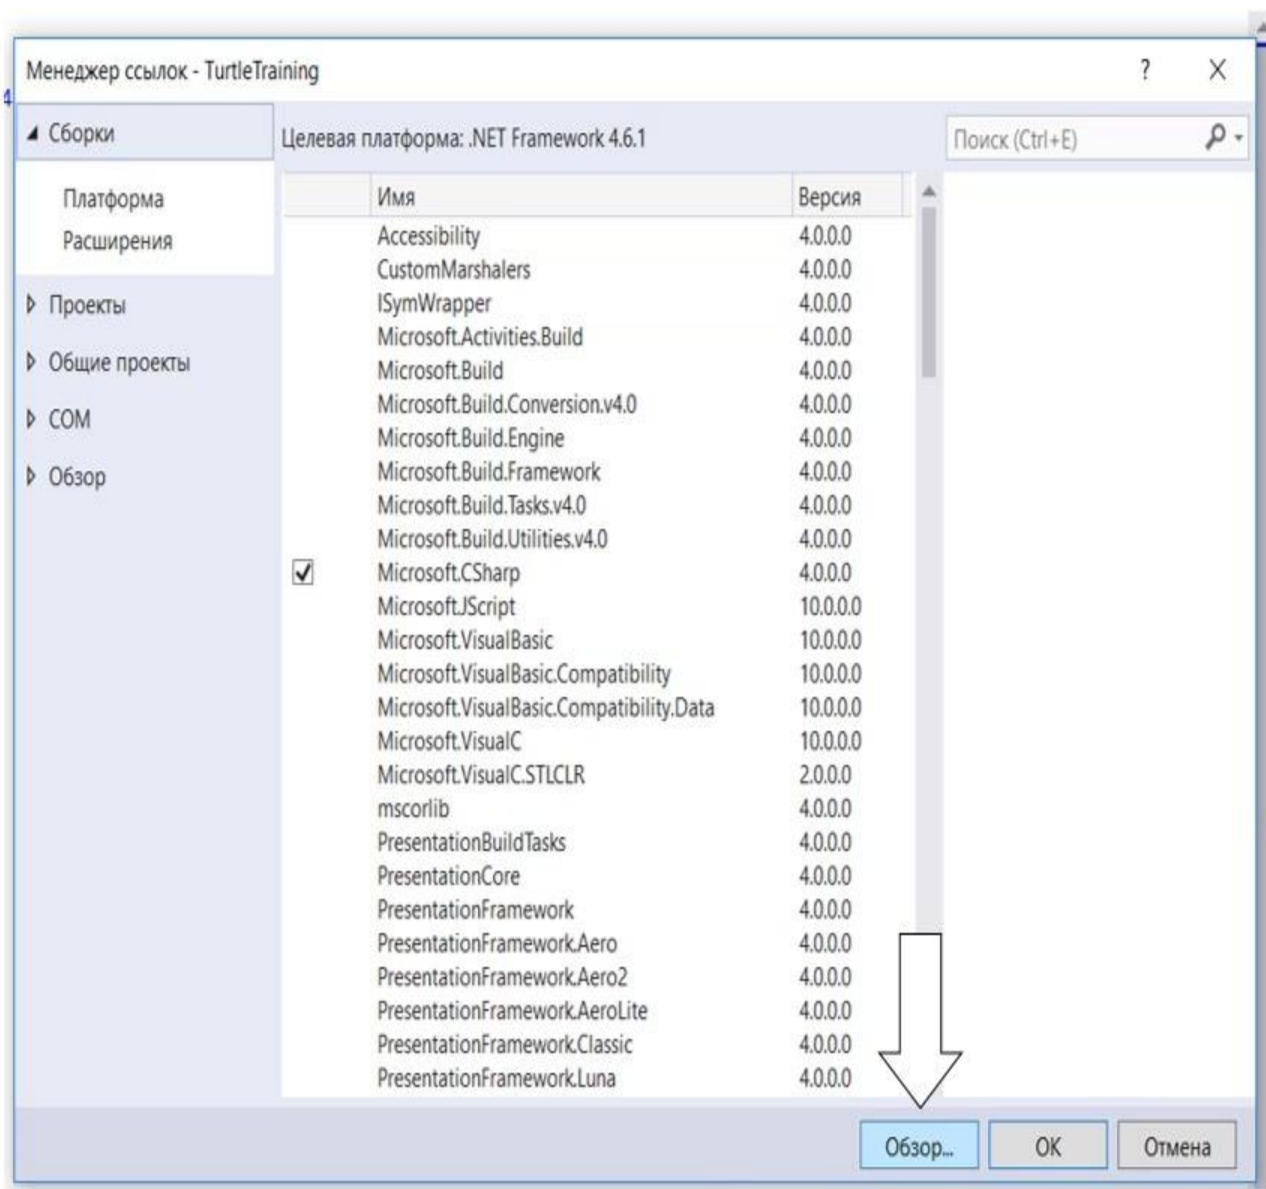 Менеджер ссылок - TurtleTraining
?
X
4
Сборки
Целевая платформа: .NET Framework 4.6.1
Поиск (Ctrl+E)
Платформа
Расширения
Проекты
Общие проекты
COM
Обзор
Имя Версия
Accessibility 4.0.0.0
CustomMarshalers 4.0.0.0
ISymWrapper 4.0.0.0
Microsoft.Activities.Build 4.0.0.0
Microsoft.Build 4.0.0.0
Microsoft.Build.Conversion.v4.0 4.0.0.0
Microsoft.Build.Engine 4.0.0.0
Microsoft.Build.Framework 4.0.0.0
Microsoft.Build.Tasks.v4.0 4.0.0.0
Microsoft.Build.Utilities.v4.0 4.0.0.0
Microsoft.CSharp 4.0.0.0
Microsoft.JScript 10.0.0.0
Microsoft.VisualBasic 10.0.0.0
Microsoft.VisualBasic.Compatibility 10.0.0.0
Microsoft.VisualBasic.Compatibility.Data 10.0.0.0
Microsoft.VisualC 10.0.0.0
Microsoft.VisualC.STLCLR 2.0.0.0
mscorlib 4.0.0.0
PresentationBuildTasks 4.0.0.0
PresentationCore 4.0.0.0
PresentationFramework 4.0.0.0
PresentationFramework.Aero 4.0.0.0
PresentationFramework.Aero2 4.0.0.0
PresentationFramework.AeroLite 4.0.0.0
PresentationFramework.Classic 4.0.0.0
PresentationFramework.Luna 4.0.0.0
Обзор...
OK
Отмена